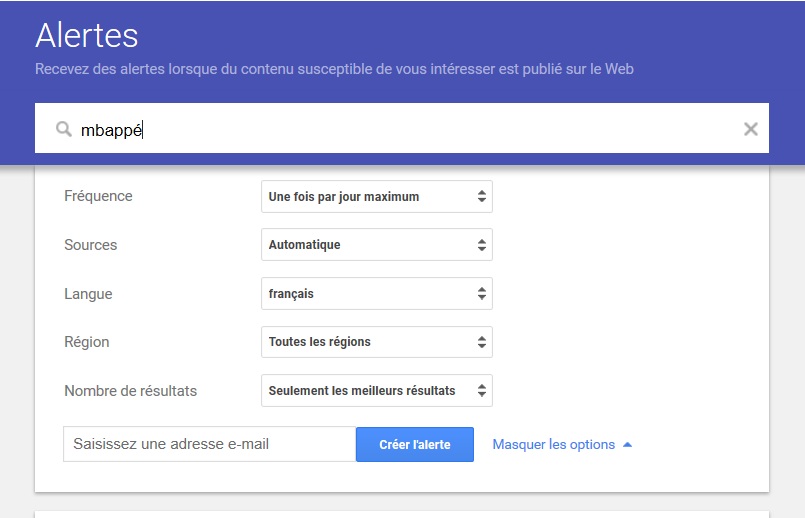 Alertes
Recevez des alertes lorsque du contenu susceptible de vous intéresser est publié sur le Web
mbappé
Fréquence Une fois par jour maximum
Sources Automatique
Langue français
Région Toutes les régions
Nombre de résultats Seulement les meilleurs résultats
Saisissez une adresse e-mail Créer l'alerte Masquer les options